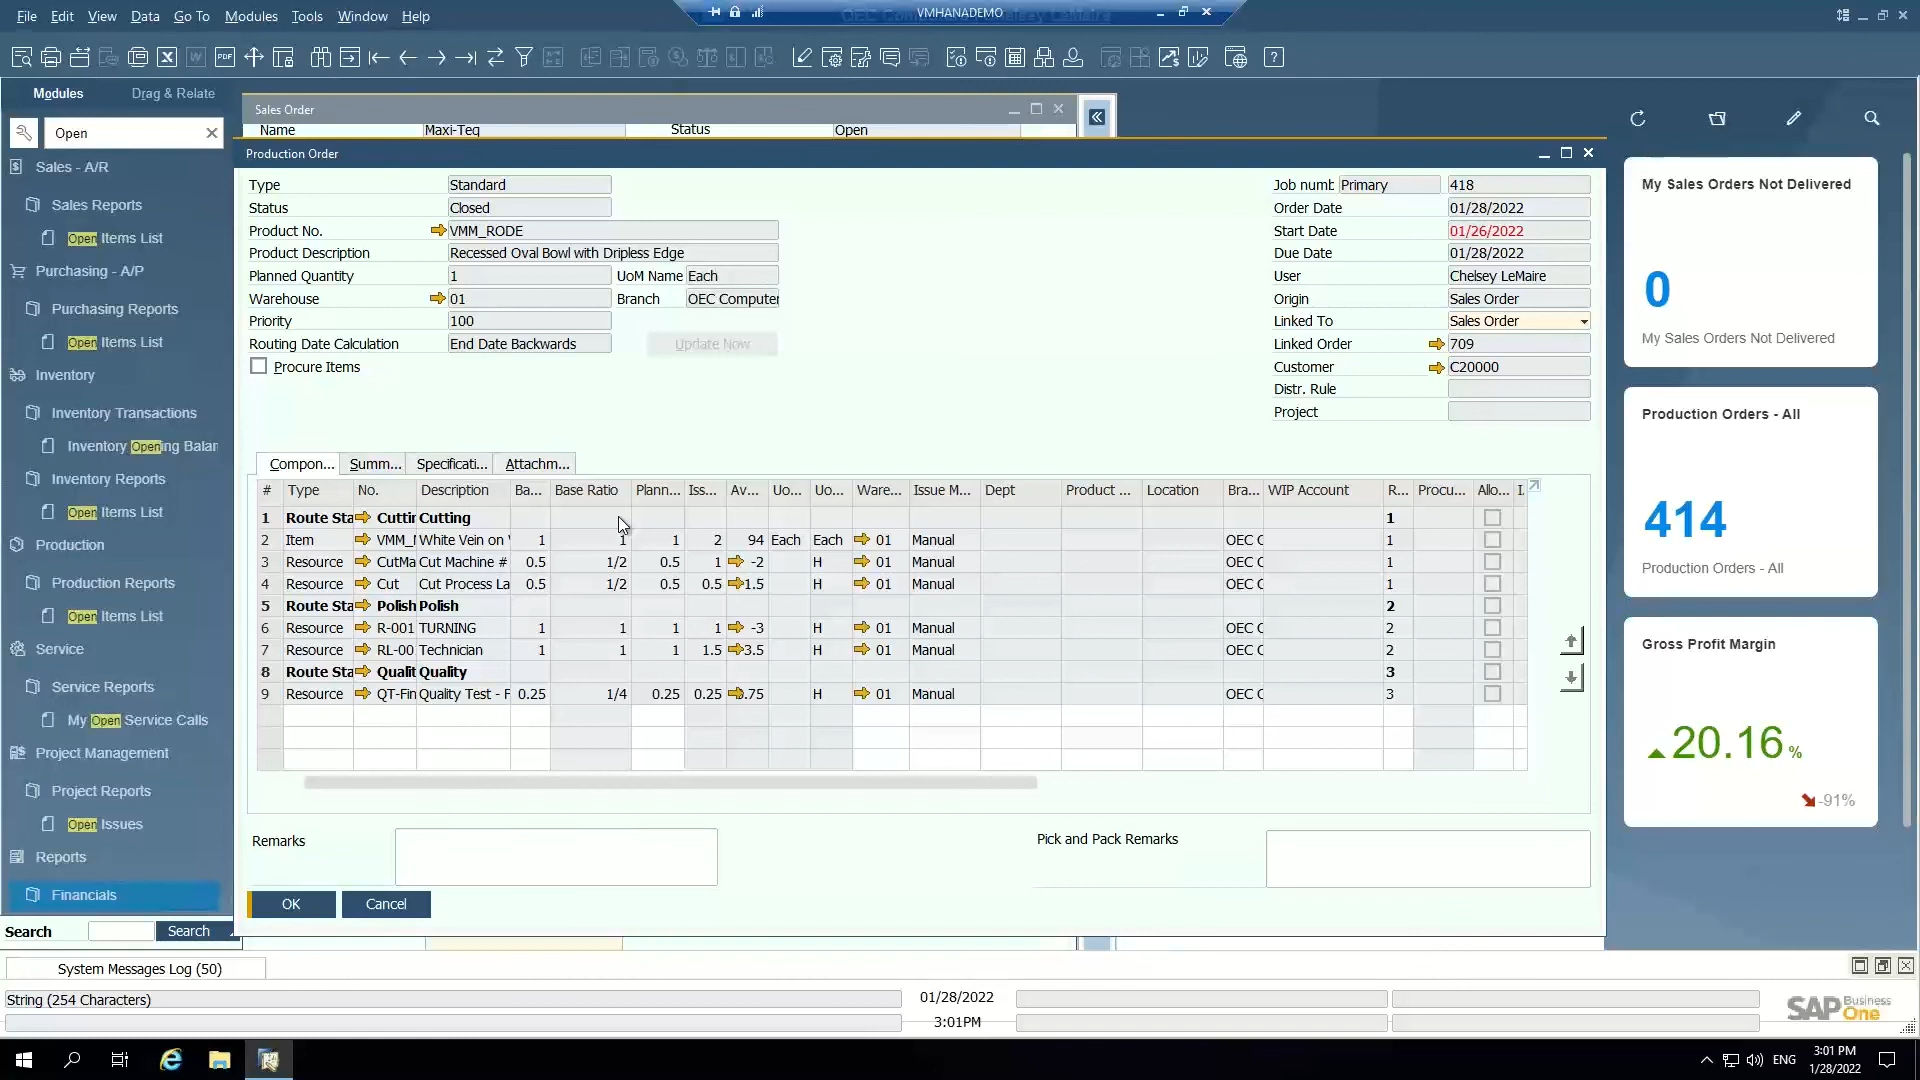 File Edit View Data Go To Modules Tools Window Help
VMHANADEMO
Modules Drag & Relate
Open
Sales - A/R
Sales Reports
Open Items List
Purchasing - A/P
Purchasing Reports
Open Items List
Inventory
Inventory Transactions
Inventory Opening Balar
Inventory Reports
Open Items List
Production
Production Reports
Open Items List
Service
Service Reports
My Open Service Calls
Project Management
Project Reports
Open Issues
Reports
Financials
Search Search
Sales Order
Name Maxi-Teq Status Open
Production Order
Type Standard
Status Closed
Product No. VMM_RODE
Product Description Recessed Oval Bowl with Dripless Edge
Planned Quantity 1 UoM Name Each
Warehouse 01 Branch OEC Computer
Priority 100
Routing Date Calculation End Date Backwards Update Now
Procure Items
Job numb Primary 418
Order Date 01/28/2022
Start Date 01/26/2022
Due Date 01/28/2022
User Chelsey LeMaire
Origin Sales Order
Linked To Sales Order
Linked Order 709
Customer C20000
Distr. Rule
Project
Compon... Summ... Specificati... Attachm...
# Type No. Description Ba... Base Ratio Plann... Iss... Av... Uo... Uo... Ware... Issue M... Dept Product ... Location Bra... WIP Account R... Procu... Allo... I.
1 Route Sta Cuttir Cutting 1
2 Item VMM_I White Vein on 1 1 1 2 94 Each Each 01 Manual OEC C 1
3 Resource CutMa Cut Machine # 0.5 1/2 0.5 1 -2 H 01 Manual OEC C 1
4 Resource Cut Cut Process La 0.5 1/2 0.5 0.5 1.5 H 01 Manual OEC C 1
5 Route Sta Polish Polish 2
6 Resource R-001 TURNING 1 1 1 1 -3 H 01 Manual OEC C 2
7 Resource RL-00 Technician 1 1 1 1.5 3.5 H 01 Manual OEC C 2
8 Route Sta Qualit Quality 3
9 Resource QT-Fin Quality Test - F 0.25 1/4 0.25 0.25 .75 H 01 Manual OEC C 3
Remarks
Pick and Pack Remarks
OK Cancel
My Sales Orders Not Delivered
0
My Sales Orders Not Delivered
Production Orders - All
414
Production Orders - All
Gross Profit Margin
20.16 %
-91%
System Messages Log (50)
String (254 Characters)
01/28/2022
3:01PM
SAP Business One
ENG
3:01 PM
1/28/2022